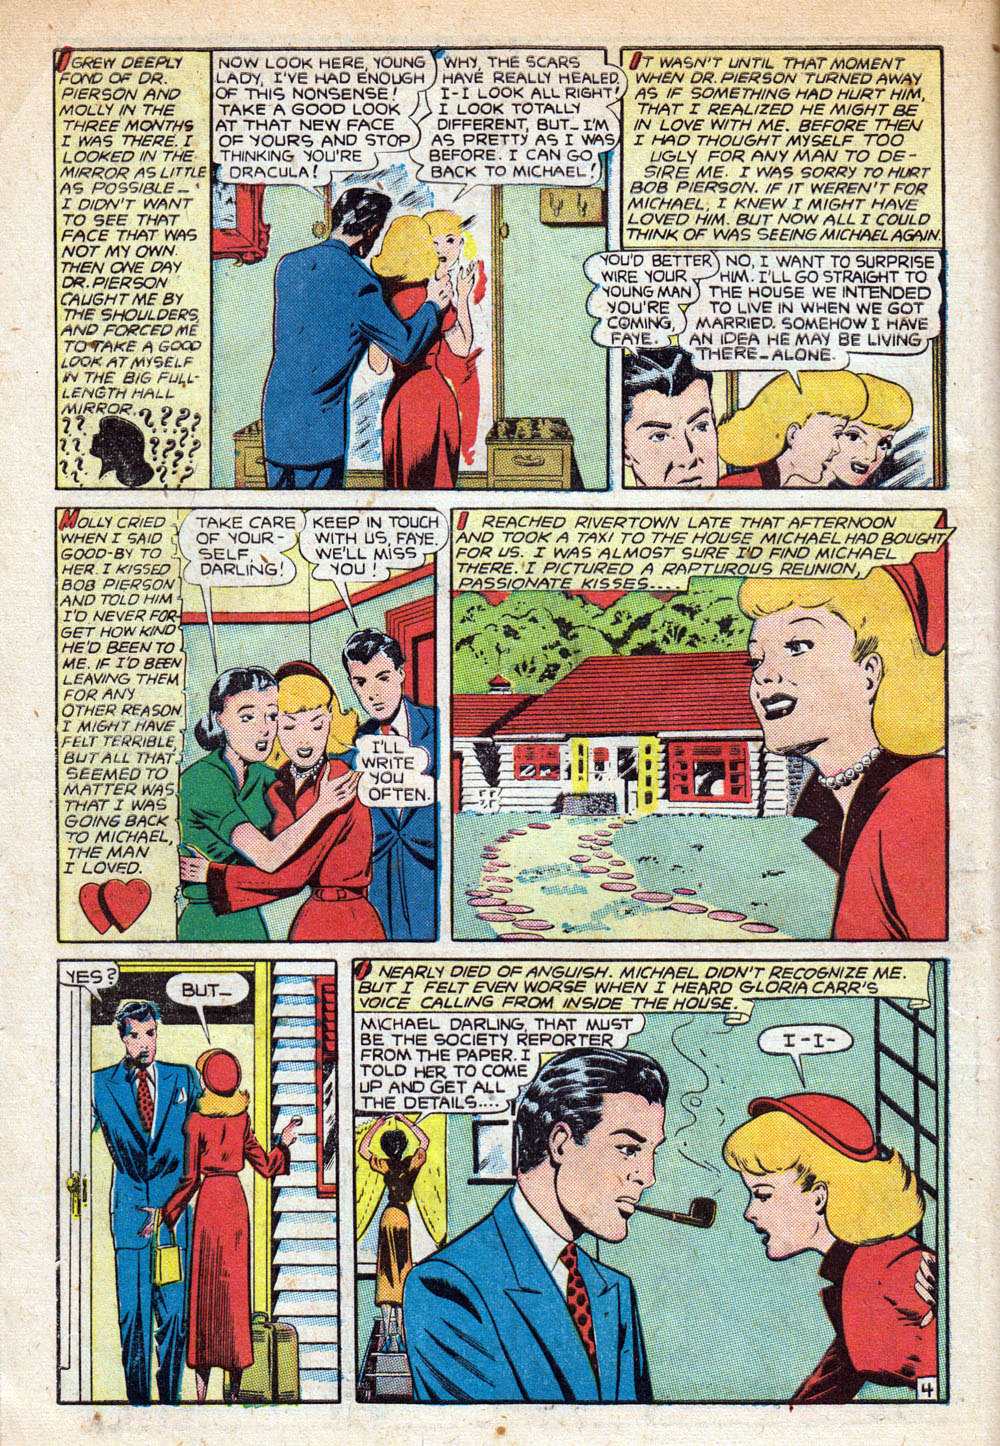 I GREW DEEPLY
FOND OF DR.
PIERSON AND
MOLLY IN THE
THREE MONTHS
I WAS THERE. I
LOOKED IN THE
MIRROR AS LITTLE
AS POSSIBLE—
I DIDN'T WANT
TO SEE THAT
FACE THAT WAS
NOT MY OWN.
THEN ONE DAY
DR. PIERSON
CAUGHT ME BY
THE SHOULDERS
AND FORCED ME
TO TAKE A GOOD
LOOK AT MYSELF
IN THE BIG FULL-
LENGTH HALL
MIRROR.
NOW LOOK HERE, YOUNG
LADY, I'VE HAD ENOUGH
OF THIS NONSENSE!
TAKE A GOOD LOOK
AT THAT NEW FACE
OF YOURS AND STOP
THINKING YOU'RE
DRACULA!
WHY, THE SCARS
HAVE REALLY HEALED.
I-I LOOK ALL RIGHT!
I LOOK TOTALLY
DIFFERENT, BUT—I'M
AS PRETTY AS I WAS
BEFORE. I CAN GO
BACK TO MICHAEL!
IT WASN'T UNTIL THAT MOMENT
WHEN DR. PIERSON TURNED AWAY
AS IF SOMETHING HAD HURT HIM,
THAT I REALIZED HE MIGHT BE
IN LOVE WITH ME. BEFORE THEN
I HAD THOUGHT MYSELF TOO
UGLY FOR ANY MAN TO DE-
SIRE ME. I WAS SORRY TO HURT
BOB PIERSON. IF IT WEREN'T FOR
MICHAEL, I KNEW I MIGHT HAVE
LOVED HIM. BUT NOW ALL I COULD
THINK OF WAS SEEING MICHAEL AGAIN.
YOU'D BETTER
WIRE YOUR
YOUNG MAN
YOU'RE
COMING,
FAYE.
NO, I WANT TO SURPRISE
HIM. I'LL GO STRAIGHT TO
THE HOUSE WE INTENDED
TO LIVE IN WHEN WE GOT
MARRIED. SOMEHOW I HAVE
AN IDEA HE MAY BE LIVING
THERE—ALONE.
MOLLY CRIED
WHEN I SAID
GOOD-BY TO
HER. I KISSED
BOB PIERSON
AND TOLD HIM
I'D NEVER FOR-
GET HOW KIND
HE'D BEEN TO
ME. IF I'D BEEN
LEAVING THEM
FOR ANY
OTHER REASON
I MIGHT HAVE
FELT TERRIBLE,
BUT ALL THAT
SEEMED TO
MATTER WAS
THAT I WAS
GOING BACK
TO MICHAEL,
THE MAN
I LOVED.
TAKE CARE
OF YOUR-
SELF,
DARLING!
KEEP IN TOUCH
WITH US, FAYE.
WE'LL MISS
YOU!
I'LL
WRITE
YOU
OFTEN.
I REACHED RIVERTOWN LATE THAT AFTERNOON
AND TOOK A TAXI TO THE HOUSE MICHAEL HAD BOUGHT
FOR US. I WAS ALMOST SURE I'D FIND MICHAEL
THERE. I PICTURED A RAPTUROUS REUNION,
PASSIONATE KISSES....
YES?
BUT—
I NEARLY DIED OF ANGUISH. MICHAEL DIDN'T RECOGNIZE ME.
BUT I FELT EVEN WORSE WHEN I HEARD GLORIA CARR'S
VOICE CALLING FROM INSIDE THE HOUSE.
MICHAEL DARLING, THAT MUST
BE THE SOCIETY REPORTER
FROM THE PAPER. I
TOLD HER TO COME
UP AND GET ALL
THE DETAILS....
I-I-
4